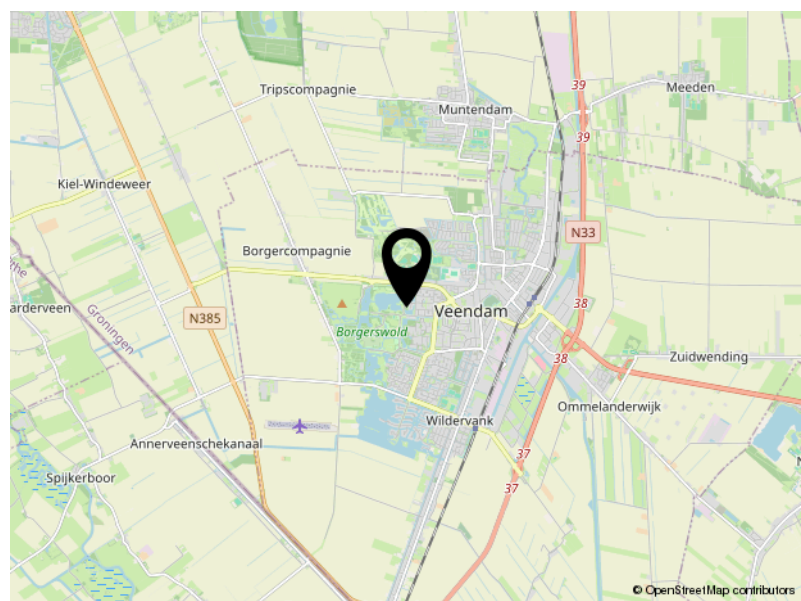 39
Meeden
Tripscompagnie
Muntendam
39
Kiel-Windeweer
N33
Borgercompagnie
Groningen
arderveen
38
N385
Veendam
Borgerswold
38
Zuidwending
Ommelanderwijk
Wildervank
Annerveenschekanaal
37
Spijkerboor
37
© OpenStreetMap contributors